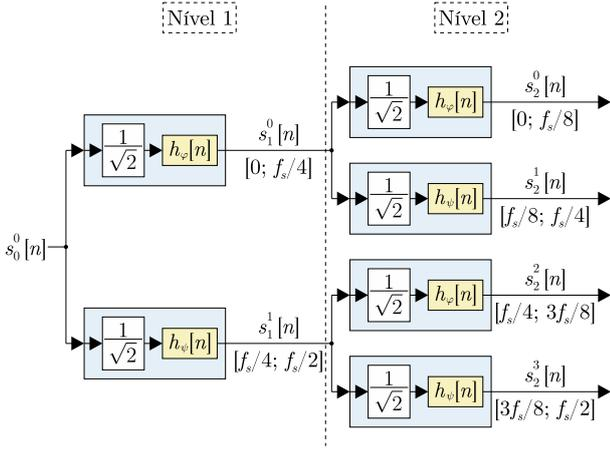 Nível 1
Nível 2
s_0^0[n]
1/√2
h_φ[n]
s_1^0[n]
[0; f_s/4]
1/√2
h_ψ[n]
s_1^1[n]
[f_s/4; f_s/2]
1/√2
h_φ[n]
s_2^0[n]
[0; f_s/8]
1/√2
h_ψ[n]
s_2^1[n]
[f_s/8; f_s/4]
1/√2
h_φ[n]
s_2^2[n]
[f_s/4; 3f_s/8]
1/√2
h_ψ[n]
s_2^3[n]
[3f_s/8; f_s/2]